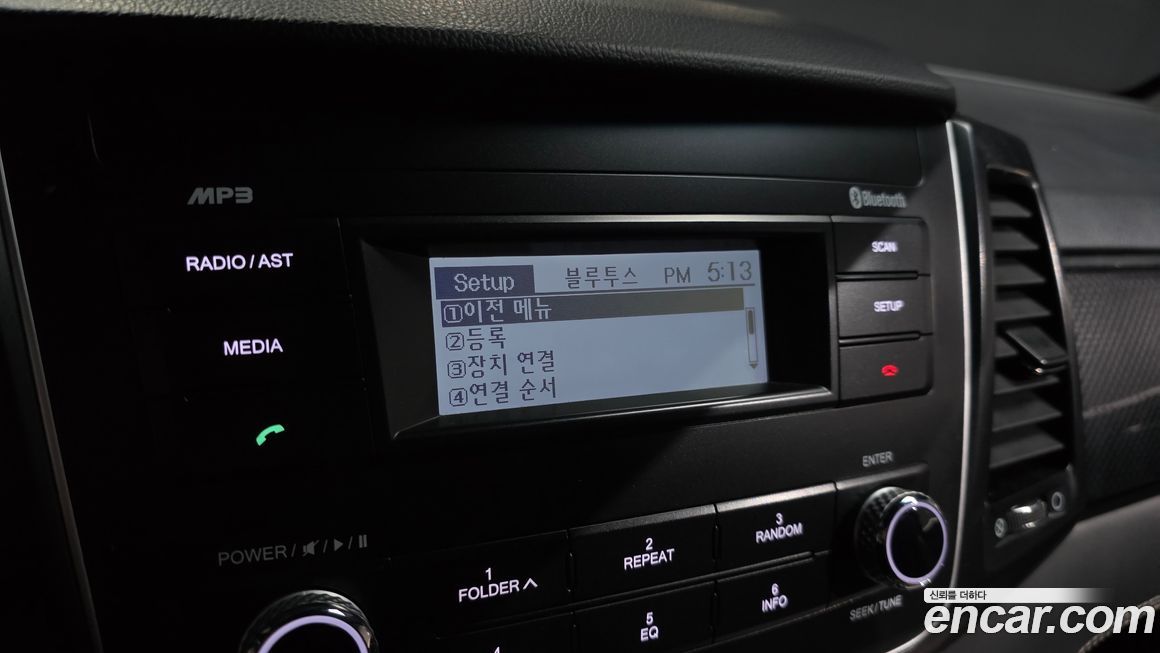 MP3
Bluetooth
RADIO / AST
SCAN
Setup 블루투스 PM 5:13
①이전 메뉴
②등록
③장치 연결
④연결 순서
MEDIA
SETUP
ENTER
POWER /
1
FOLDER ヘ
2
REPEAT
3
RANDOM
4
5
EQ
6
INFO
SEEK / TUNE
신뢰를 더하다
encar.com